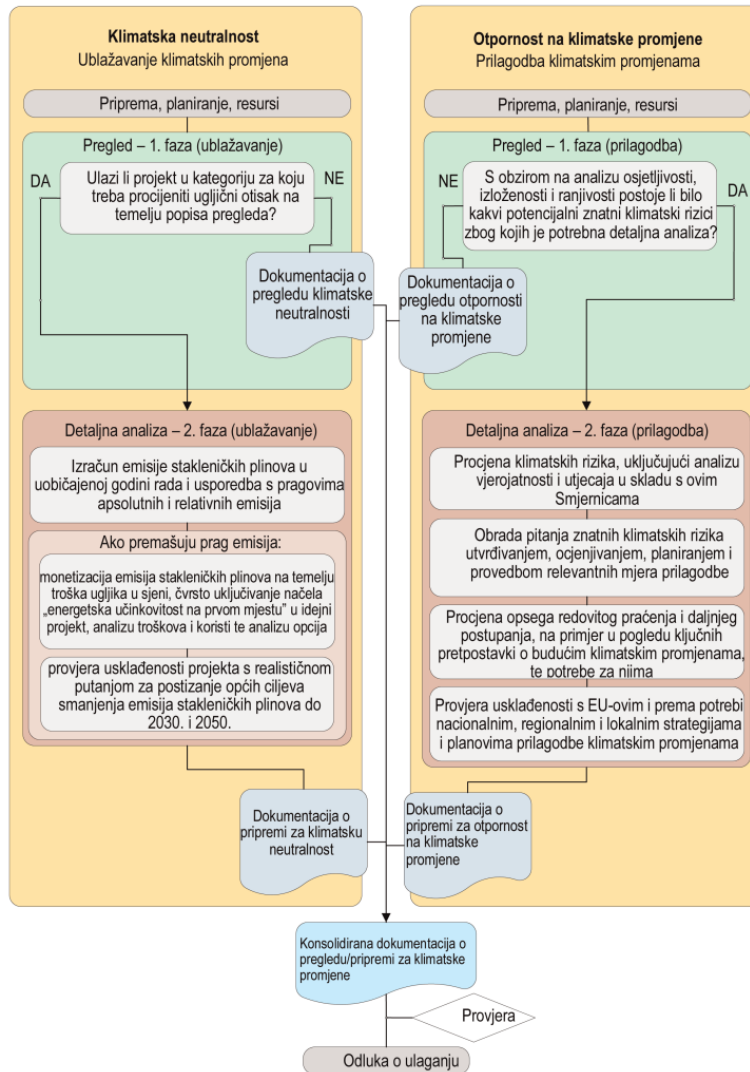 Klimatska neutralnost
Ublažavanje klimatskih promjena
Priprema, planiranje, resursi
Pregled – 1. faza (ublažavanje)
DA
Ulazi li projekt u kategoriju za koju
treba procijeniti ugljični otisak na
temelju popisa pregleda?
NE
Dokumentacija o
pregledu klimatske
neutralnosti
Detaljna analiza – 2. faza (ublažavanje)
Izračun emisije stakleničkih plinova u
uobičajenoj godini rada i usporedba s pragovima
apsolutnih i relativnih emisija
Ako premašuju prag emisija:
monetizacija emisija stakleničkih plinova na temelju
troška ugljika u sjeni, čvrsto uključivanje načela
„energetska učinkovitost na prvom mjestu” u idejni
projekt, analizu troškova i koristi te analizu opcija
provjera usklađenosti projekta s realističnom
putanjom za postizanje općih ciljeva
smanjenja emisija stakleničkih plinova do
2030. i 2050.
Dokumentacija o
pripremi za klimatsku
neutralnost
Otpornost na klimatske promjene
Prilagodba klimatskim promjenama
Priprema, planiranje, resursi
Pregled – 1. faza (prilagodba)
NE
S obzirom na analizu osjetljivosti,
izloženosti i ranjivosti postoje li bilo
kakvi potencijalni znatni klimatski rizici
zbog kojih je potrebna detaljna analiza?
DA
Dokumentacija o
pregledu otpornosti
na klimatske
promjene
Detaljna analiza – 2. faza (prilagodba)
Procjena klimatskih rizika, uključujući analizu
vjerojatnosti i utjecaja u skladu s ovim
Smjernicama
Obrada pitanja znatnih klimatskih rizika
utvrđivanjem, ocjenjivanjem, planiranjem i
provedbom relevantnih mjera prilagodbe
Procjena opsega redovitog praćenja i daljnjeg
postupanja, na primjer u pogledu ključnih
pretpostavki o budućim klimatskim promjenama,
te potrebe za njima
Provjera usklađenosti s EU-ovim i prema potrebi
nacionalnim, regionalnim i lokalnim strategijama
i planovima prilagodbe klimatskim promjenama
Dokumentacija o
pripremi za otpornost
na klimatske
promjene
Konsolidirana dokumentacija o
pregledu/pripremi za klimatske
promjene
Provjera
Odluka o ulaganju